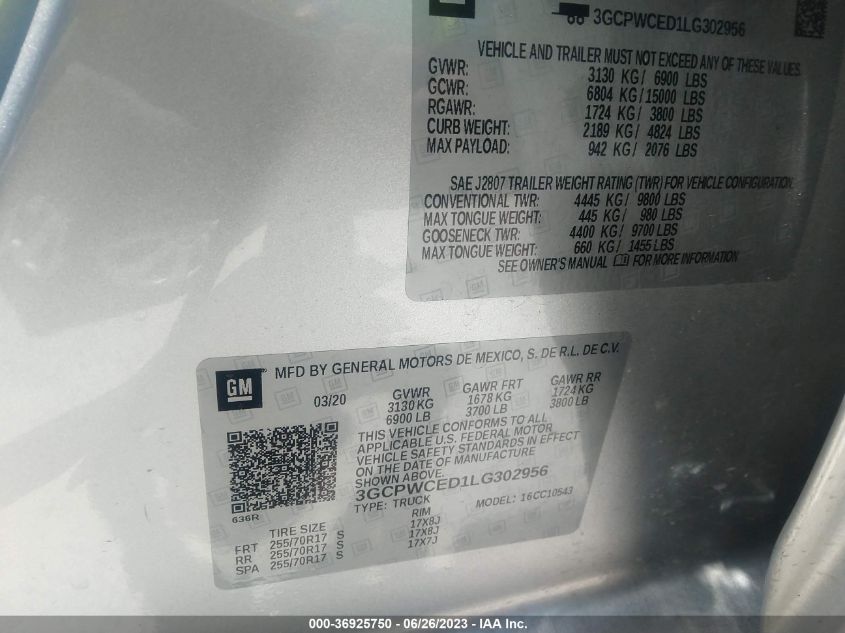 3GCPWCED1LG302956
VEHICLE AND TRAILER MUST NOT EXCEED ANY OF THESE VALUES.
GVWR: 3130 KG/ 6900 LBS
GCWR: 6804 KG/15000 LBS
RGAWR: 1724 KG/ 3800 LBS
CURB WEIGHT: 2189 KG/ 4824 LBS
MAX PAYLOAD: 942 KG/ 2076 LBS
SAE J2807 TRAILER WEIGHT RATING (TWR) FOR VEHICLE CONFIGURATION.
CONVENTIONAL TWR: 4445 KG/ 9800 LBS
MAX TONGUE WEIGHT: 445 KG/ 980 LBS
GOOSENECK TWR: 4400 KG/ 9700 LBS
MAX TONGUE WEIGHT: 660 KG/ 1455 LBS
SEE OWNER'S MANUAL FOR MORE INFORMATION
GM MFD BY GENERAL MOTORS DE MEXICO, S. DE R.L. DE C.V.
03/20 GVWR GAWR FRT GAWR RR
3130 KG 1678 KG 1724 KG
6900 LB 3700 LB 3800 LB
THIS VEHICLE CONFORMS TO ALL
APPLICABLE U.S. FEDERAL MOTOR
VEHICLE SAFETY STANDARDS IN EFFECT
ON THE DATE OF MANUFACTURE
SHOWN ABOVE.
3GCPWCED1LG302956
TYPE: TRUCK MODEL: 16CC10543
636R
TIRE SIZE RIM
FRT 255/70R17 S 17X8J
RR 255/70R17 S 17X8J
SPA 255/70R17 S 17X7J
000-36925750 - 06/26/2023 - Copyright © IAA, Inc.